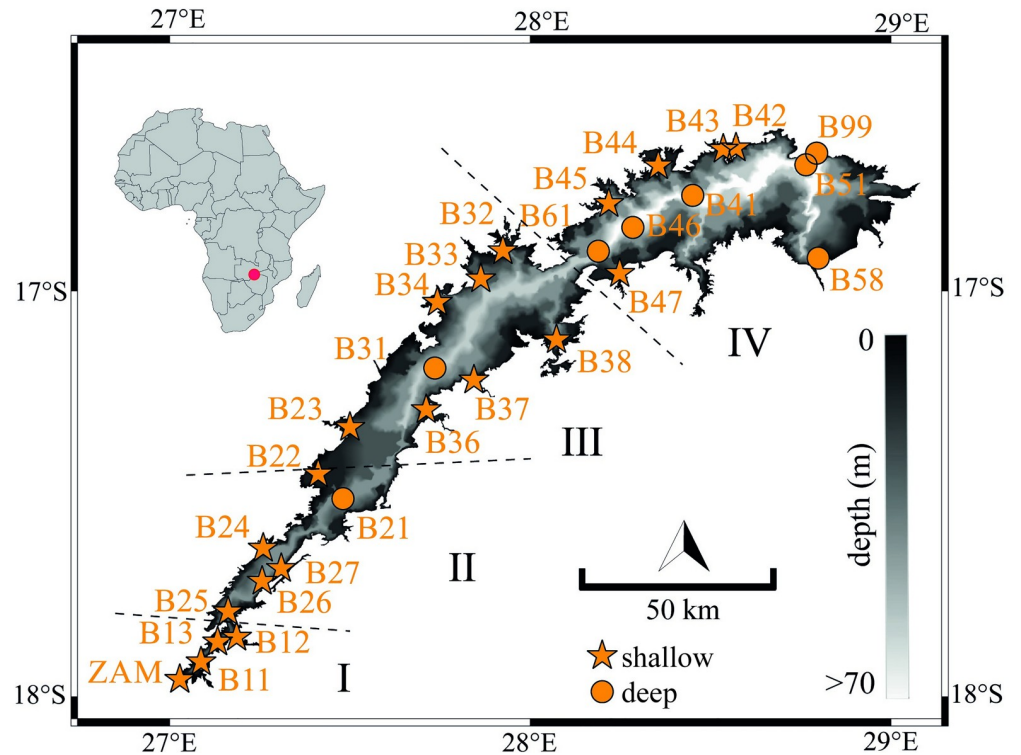 27°E
28°E
29°E
B43
B42
B99
B44
B51
B45
B41
B32
B61
B46
B33
B58
17°S
17°S
B34
B47
IV
0
B31
B38
B37
B23
B36
III
B22
depth (m)
B21
B24
II
B27
B26
50 km
B25
B13
B12
shallow
ZAM
B11
I
deep
>70
18°S
18°S
27°E
28°E
29°E